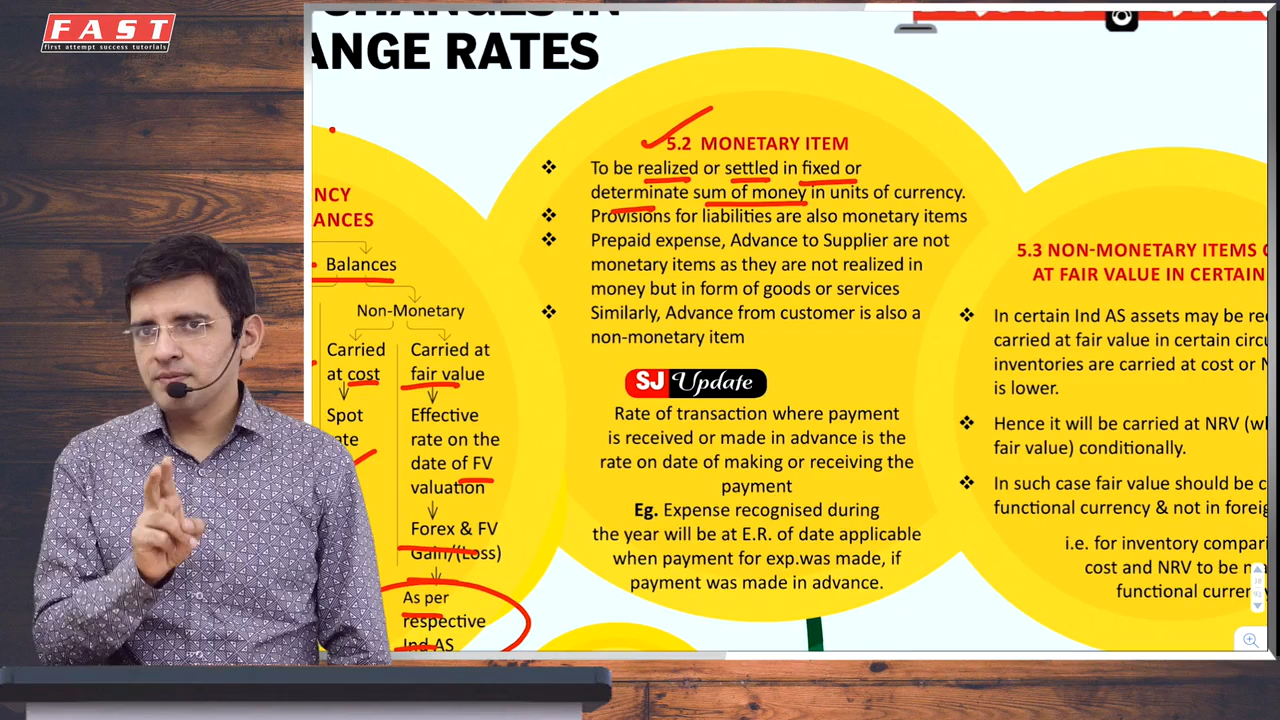 FAST
first attempt success tutorials
CHANGES IN
ANGE RATES
NCY
ANCES
Balances
Non-Monetary
Carried
at cost
Spot
Carried at
fair value
Effective
rate on the
date of FV
valuation
Forex & FV
Gain/(Loss)
As per
respective
Ind AS
5.2 MONETARY ITEM
❖ To be realized or settled in fixed or
determinate sum of money in units of currency.
❖ Provisions for liabilities are also monetary items
❖ Prepaid expense, Advance to Supplier are not
monetary items as they are not realized in
money but in form of goods or services
❖ Similarly, Advance from customer is also a
non-monetary item
SJ Update
Rate of transaction where payment
is received or made in advance is the
rate on date of making or receiving the
payment
Eg. Expense recognised during
the year will be at E.R. of date applicable
when payment for exp.was made, if
payment was made in advance.
5.3 NON-MONETARY ITEMS
AT FAIR VALUE IN CERTAIN
❖ In certain Ind AS assets may be re
carried at fair value in certain circu
inventories are carried at cost or N
is lower.
❖ Hence it will be carried at NRV (wh
fair value) conditionally.
❖ In such case fair value should be c
functional currency & not in foreig
i.e. for inventory compari
cost and NRV to be
functional curren